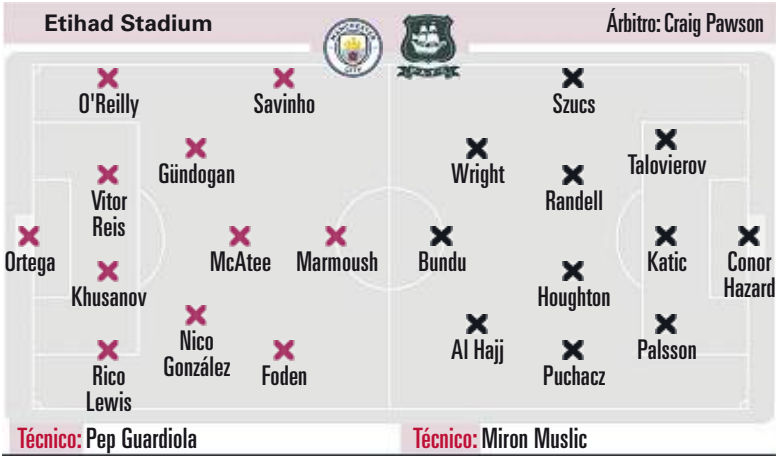 Etihad Stadium
Árbitro: Craig Pawson
O'Reilly
Savinho
Szucs
Gündogan
Wright
Talovierov
Vitor
Reis
Randell
Ortega
McAtee
Marmoush
Bundu
Katic
Conor
Hazard
Khusanov
Houghton
Nico
González
Al Hajj
Palsson
Rico
Lewis
Foden
Puchacz
Técnico: Pep Guardiola
Técnico: Miron Muslic